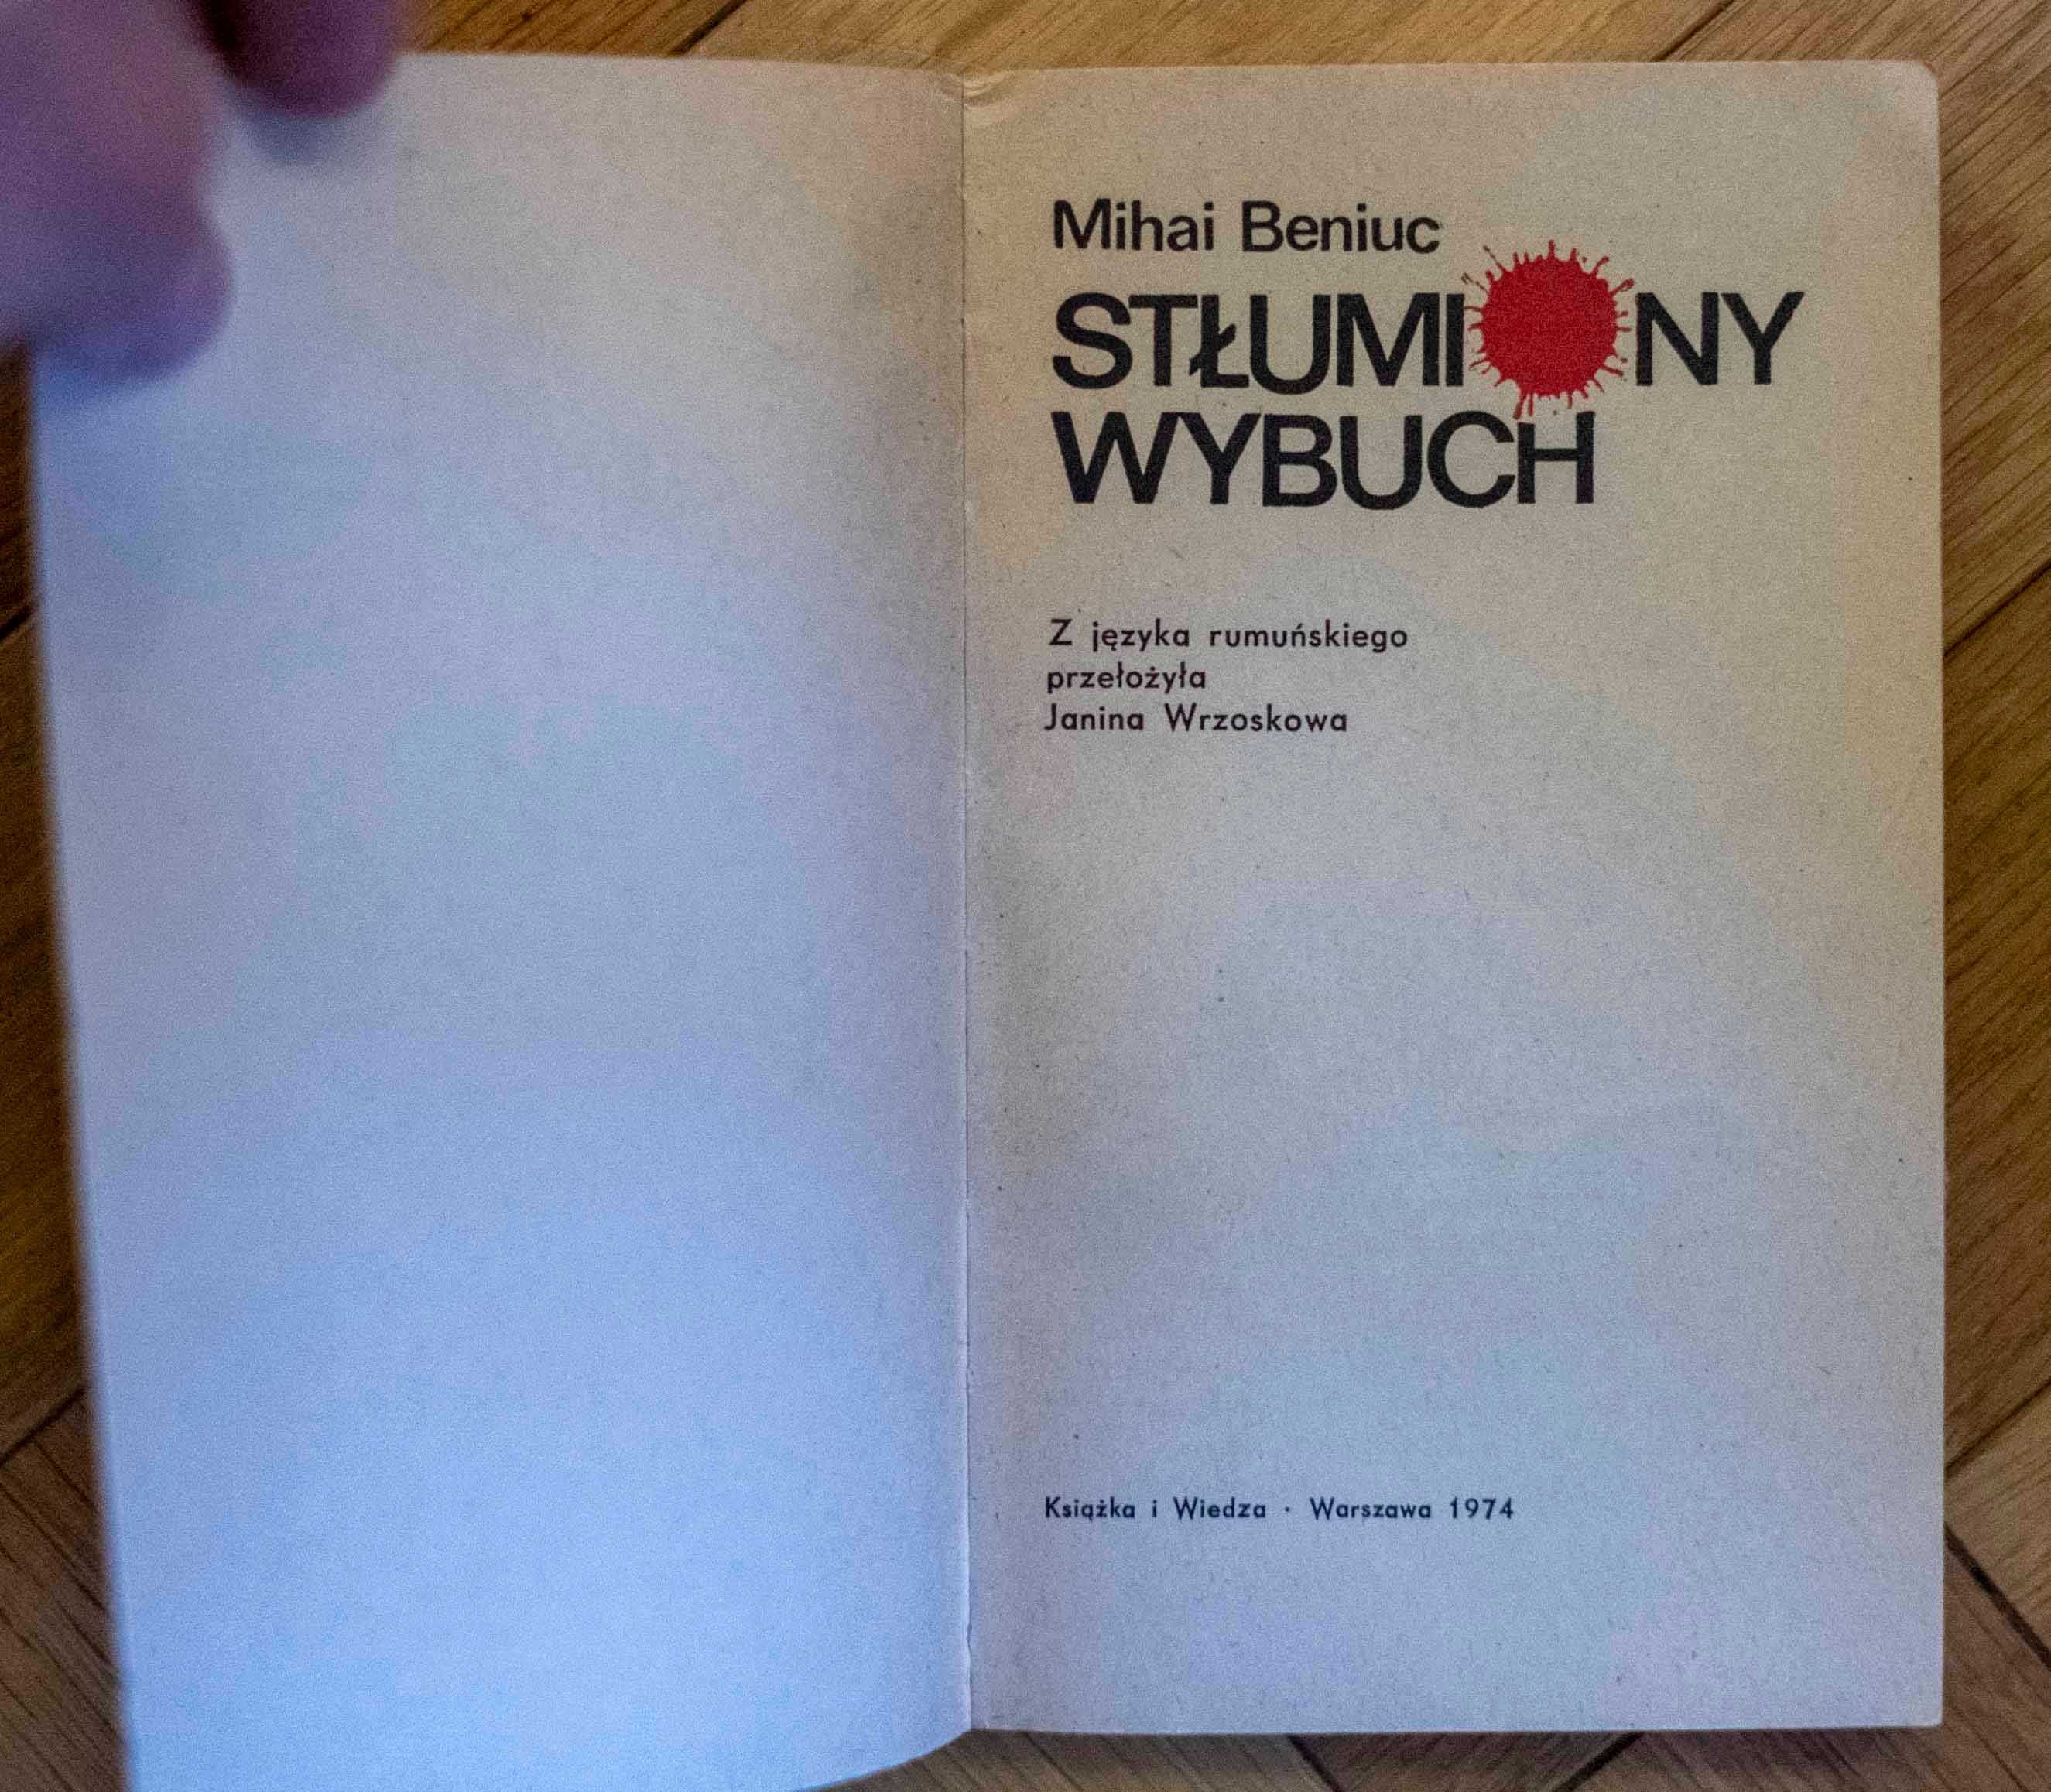 Mihai Beniuc
STŁUMIONY
WYBUCH
Z języka rumuńskiego
przełożyła
Janina Wrzoskowa
Książka i Wiedza · Warszawa 1974